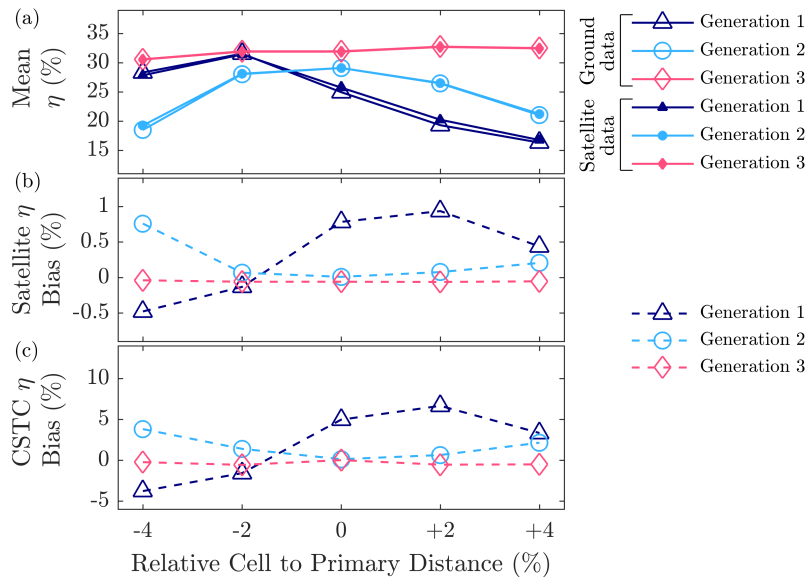 (a)
35
30
25
20
15
Mean
η (%)
Ground
data
Generation 1
Generation 2
Generation 3
Satellite
data
Generation 1
Generation 2
Generation 3
(b)
1
0.5
0
-0.5
Satellite η
Bias (%)
Generation 1
Generation 2
Generation 3
(c)
10
5
0
-5
CSTC η
Bias (%)
-4 -2 0 +2 +4
Relative Cell to Primary Distance (%)